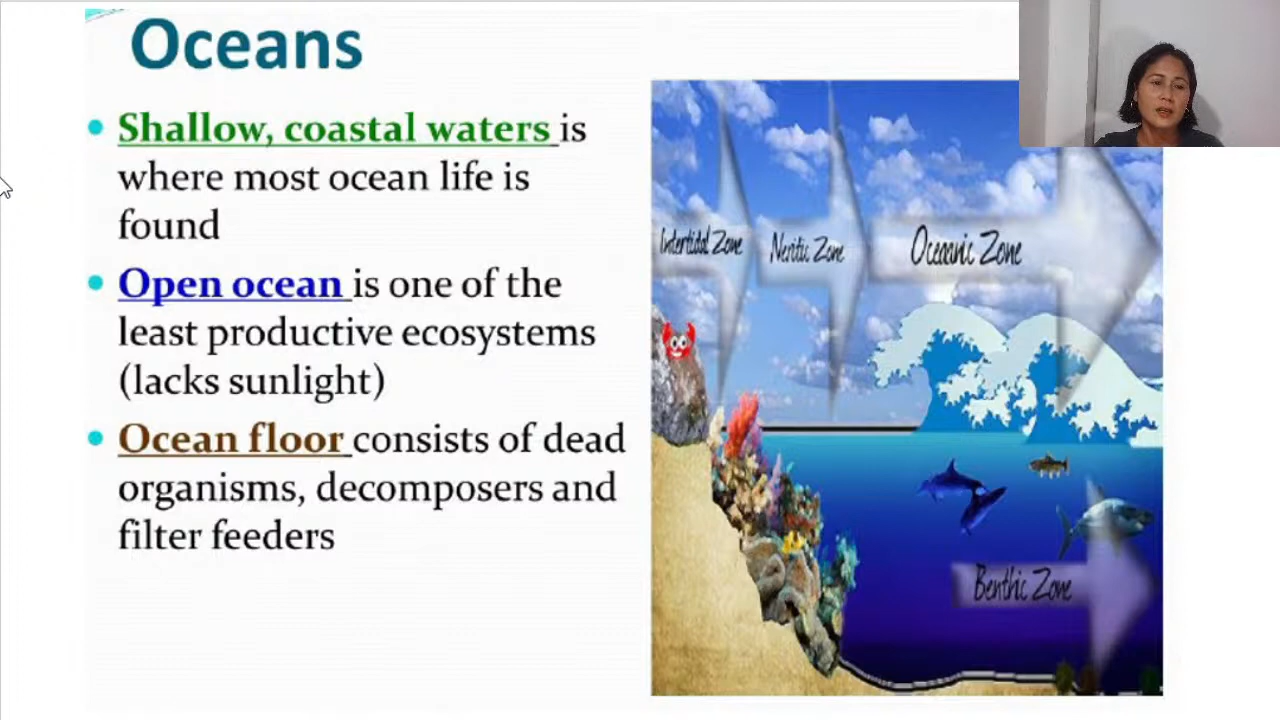 Oceans
Shallow, coastal waters is
where most ocean life is
found
Open ocean is one of the
least productive ecosystems
(lacks sunlight)
Ocean floor consists of dead
organisms, decomposers and
filter feeders
Intertidal Zone
Neritic Zone
Oceanic Zone
Benthic Zone